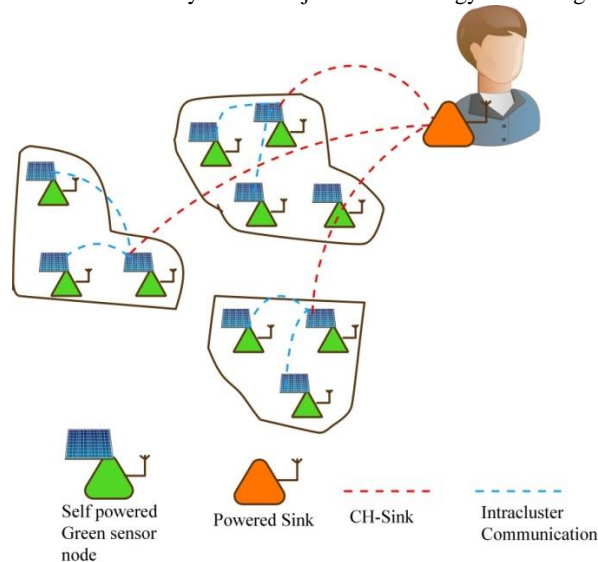 Self powered
Green sensor
node
Powered Sink
CH-Sink
Intracluster
Communication